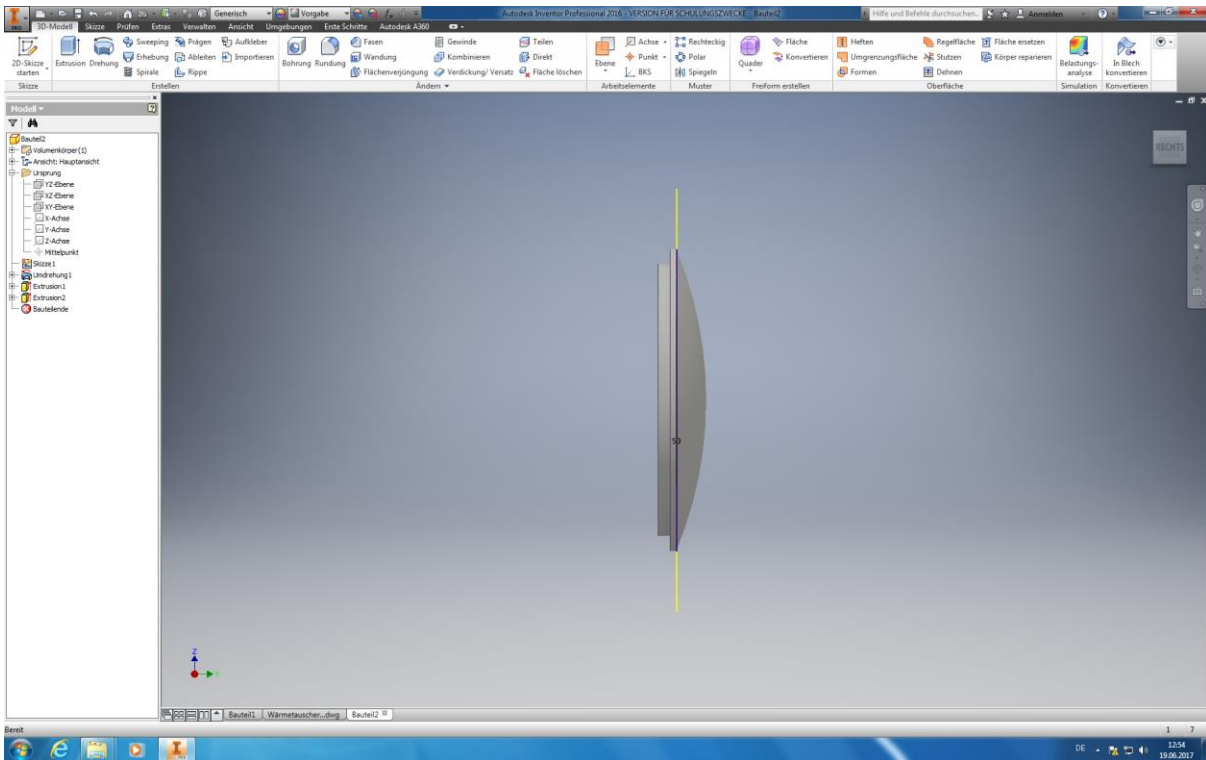 Generisch Vorgabe Autodesk Inventor Professional 2016 - VERSION FÜR SCHULUNGSZWECKE Bauteil2 Hilfe und Befehle durchsuchen... Anmelden
3D-Modell Skizze Prüfen Extras Verwalten Ansicht Umgebungen Erste Schritte Autodesk A360
Sweeping Prägen Aufkleber Fasen Gewinde Teilen Achse Rechteckig Fläche Heften Regelfläche Fläche ersetzen
2D-Skizze starten Extrusion Drehung Erhebung Ableiten Importieren Bohrung Rundung Wandung Kombinieren Direkt Ebene Punkt Polar Quader Konvertieren Umgrenzungsfläche Stutzen Körper reparieren Belastungs-analyse In Blech konvertieren
Spirale Rippe Flächenverjüngung Verdickung/ Versatz Fläche löschen BKS Spiegeln Formen Dehnen
Skizze Erstellen Ändern Arbeitselemente Muster Freiform erstellen Oberfläche Simulation Konvertieren
Modell
Bauteil2
Volumenkörper(1)
Ansicht: Hauptansicht
Ursprung
YZ-Ebene
XZ-Ebene
XY-Ebene
X-Achse
Y-Achse
Z-Achse
Mittelpunkt
Skizze1
Umdrehung1
Extrusion1
Extrusion2
Bauteilende
RECHTS
50
Z
Y
Bauteil1 Wärmetauscher...dwg Bauteil2
Bereit 1 7
DE 12:54
19.06.2017